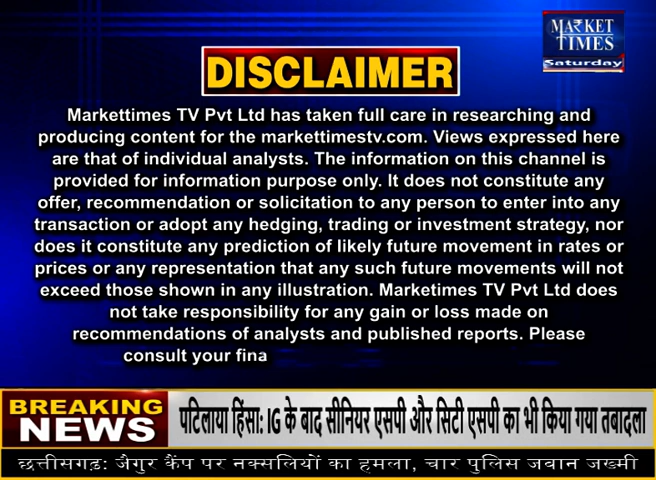 MARKET
TIMES
Saturday
DISCLAIMER
Markettimes TV Pvt Ltd has taken full care in researching and
producing content for the markettimestv.com. Views expressed here
are that of individual analysts. The information on this channel is
provided for information purpose only. It does not constitute any
offer, recommendation or solicitation to any person to enter into any
transaction or adopt any hedging, trading or investment strategy, nor
does it constitute any prediction of likely future movement in rates or
prices or any representation that any such future movements will not
exceed those shown in any illustration. Marketimes TV Pvt Ltd does
not take responsibility for any gain or loss made on
recommendations of analysts and published reports. Please
consult your fina
BREAKING
NEWS
पटिलाया हिंसा: IG के बाद सीनियर एसपी और सिटी एसपी का भी किया गया तबादला
छत्तीसगढ़: जैगुर कैंप पर नक्सलियों का हमला, चार पुलिस जवान जख्मी